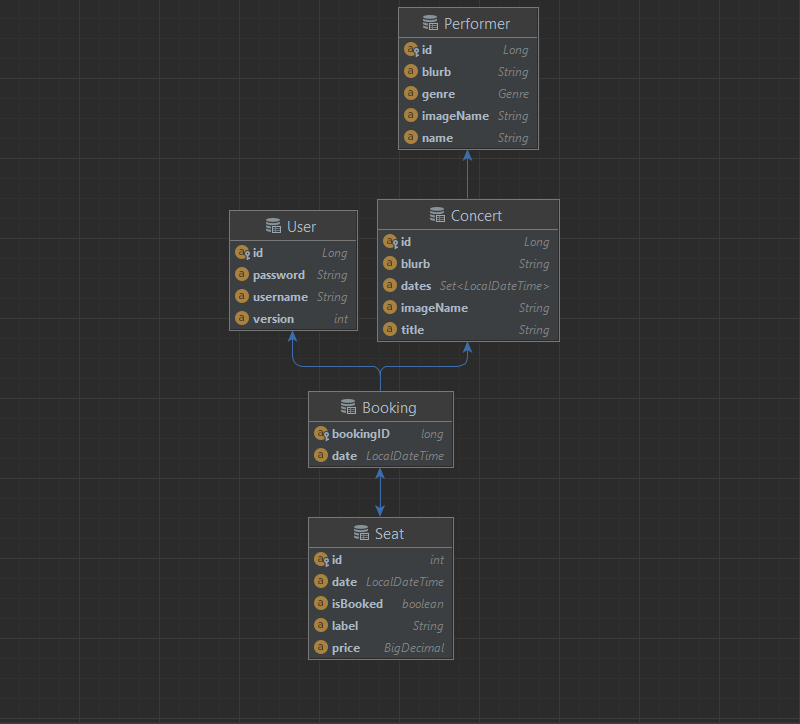 Performer
id Long
blurb String
genre Genre
imageName String
name String
User
id Long
password String
username String
version int
Concert
id Long
blurb String
dates Set<LocalDateTime>
imageName String
title String
Booking
bookingID long
date LocalDateTime
Seat
id int
date LocalDateTime
isBooked boolean
label String
price BigDecimal